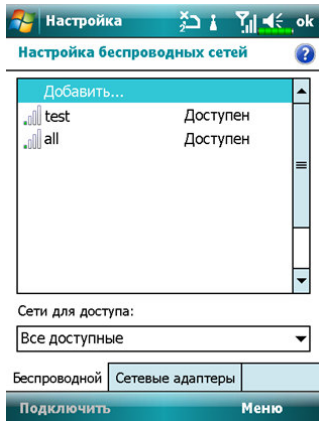 Настройка ok
Настройка беспроводных сетей ?
Добавить...
test Доступен
all Доступен
Сети для доступа:
Все доступные
Беспроводной Сетевые адаптеры
Подключить Меню